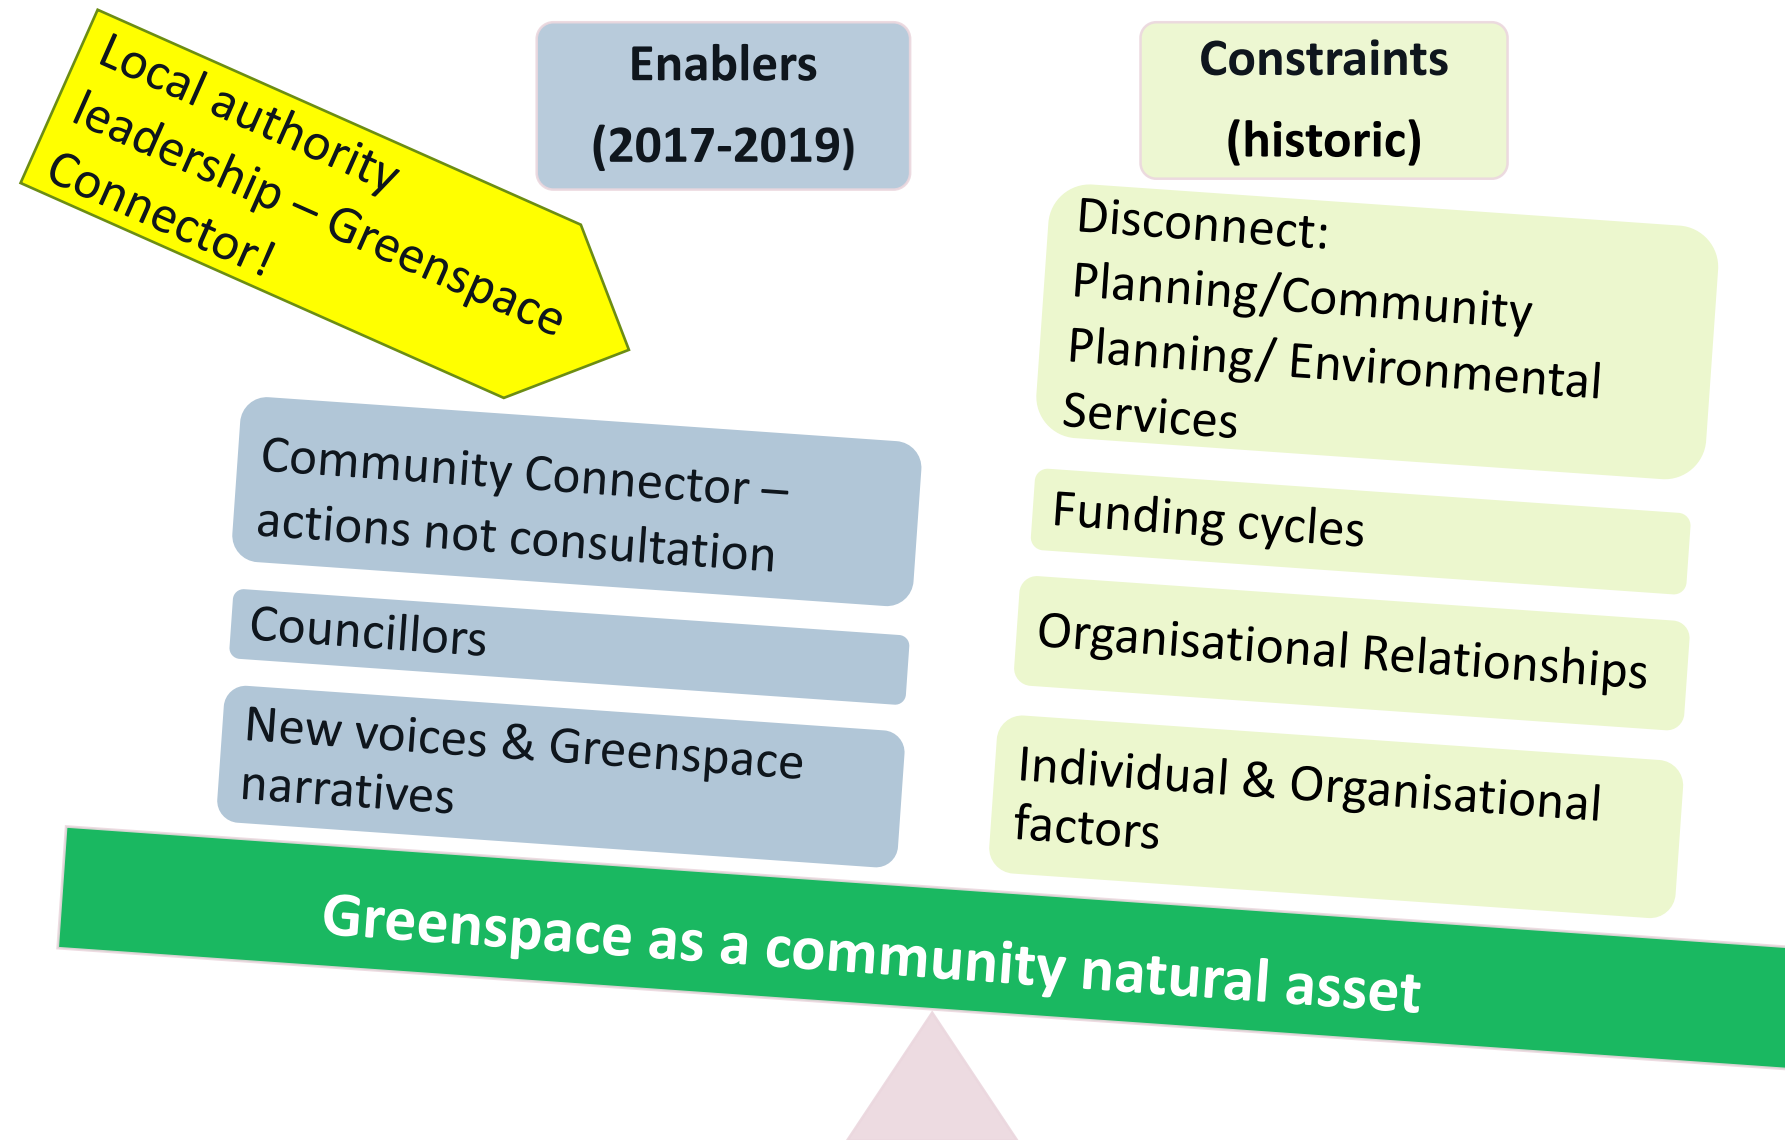 Local authority
leadership – Greenspace
Connector!
Enablers
(2017-2019)
Constraints
(historic)
Community Connector –
actions not consultation
Councillors
New voices & Greenspace
narratives
Disconnect:
Planning/Community
Planning/ Environmental
Services
Funding cycles
Organisational Relationships
Individual & Organisational
factors
Greenspace as a community natural asset